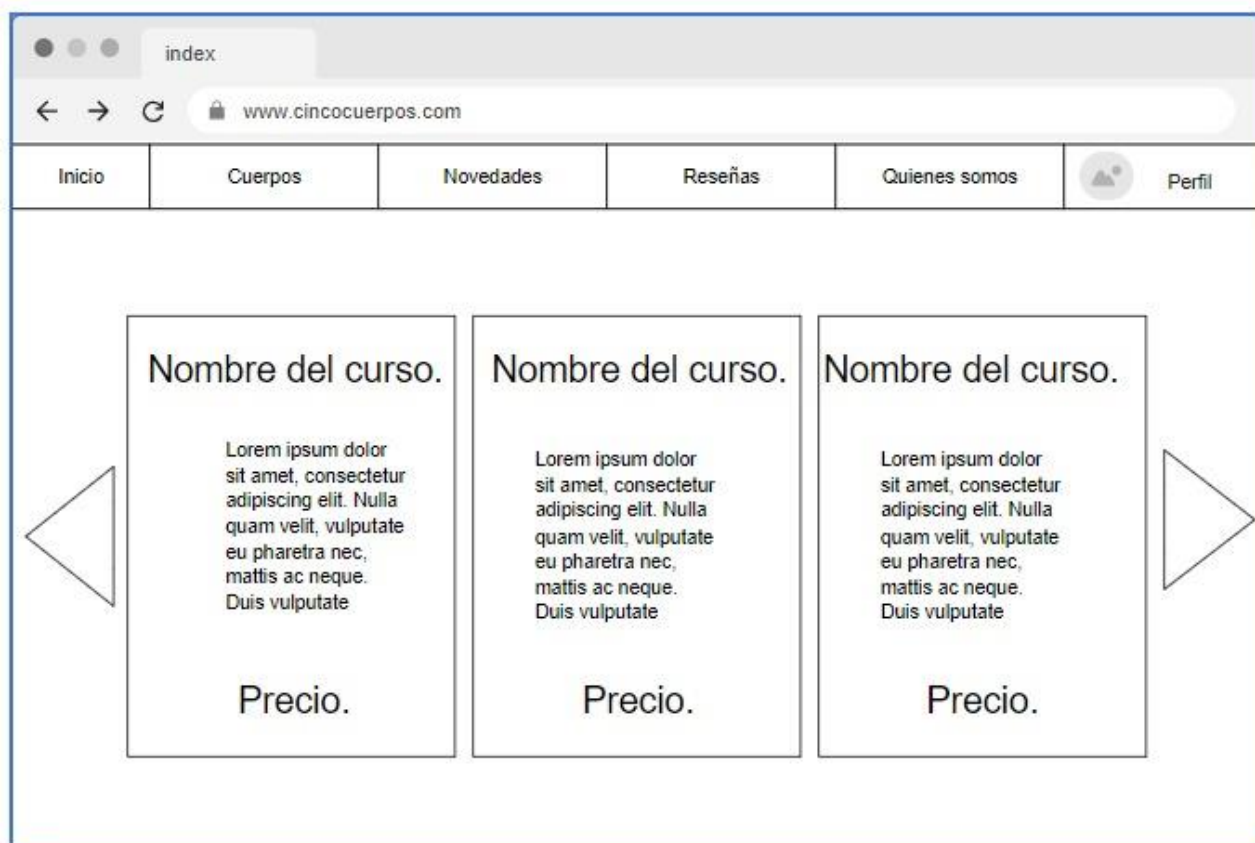 index
www.cincocuerpos.com
Inicio
Cuerpos
Novedades
Reseñas
Quienes somos
Perfil
Nombre del curso.
Lorem ipsum dolor
sit amet, consectetur
adipiscing elit. Nulla
quam velit, vulputate
eu pharetra nec,
mattis ac neque.
Duis vulputate
Precio.
Nombre del curso.
Lorem ipsum dolor
sit amet, consectetur
adipiscing elit. Nulla
quam velit, vulputate
eu pharetra nec,
mattis ac neque.
Duis vulputate
Precio.
Nombre del curso.
Lorem ipsum dolor
sit amet, consectetur
adipiscing elit. Nulla
quam velit, vulputate
eu pharetra nec,
mattis ac neque.
Duis vulputate
Precio.